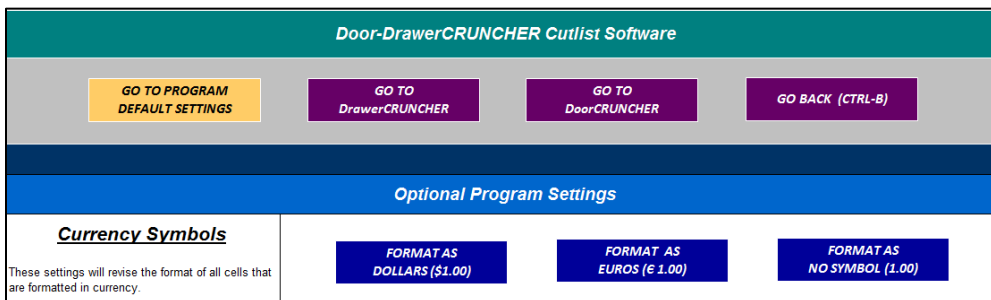 Door-DrawerCRUNCHER Cutlist Software
GO TO PROGRAM
DEFAULT SETTINGS
GO TO
DrawerCRUNCHER
GO TO
DoorCRUNCHER
GO BACK (CTRL-B)
Optional Program Settings
Currency Symbols
These settings will revise the format of all cells that
are formatted in currency.
FORMAT AS
DOLLARS ($1.00)
FORMAT AS
EUROS (€ 1.00)
FORMAT AS
NO SYMBOL (1.00)